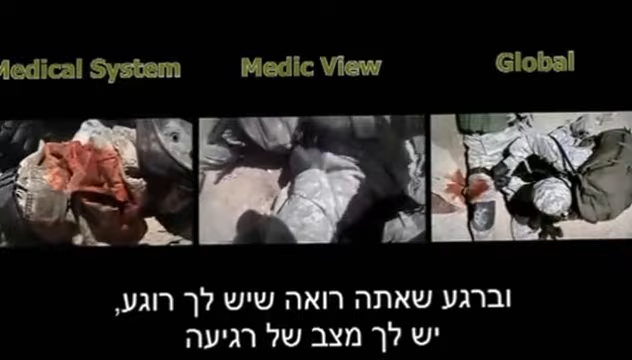 Medical System
Medic View
Global
וברגע שאתה רואה שיש לך רוגע,
יש לך מצב של רגיעה